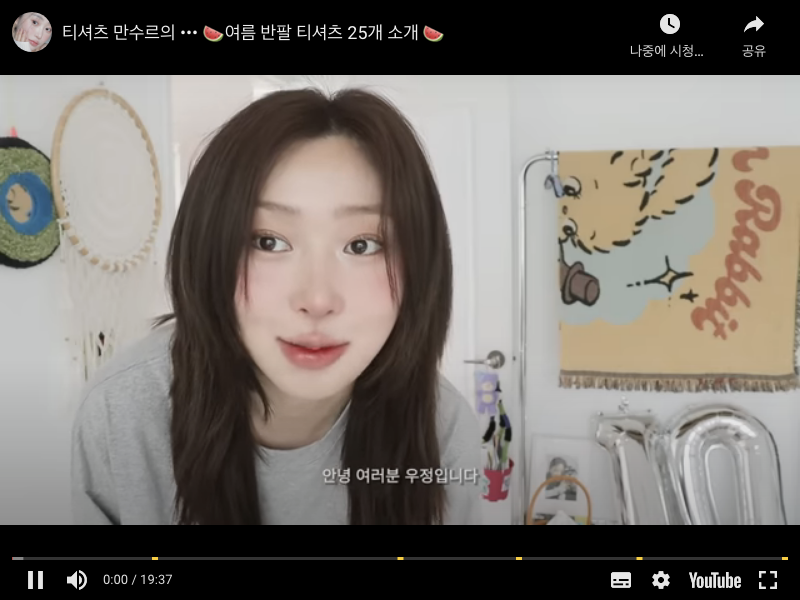 티셔츠 만수르의 ••• 🍉여름 반팔 티셔츠 25개 소개 🍉
나중에 시청...
공유
Rabbit
안녕 여러분 우정입니다
0:00 / 19:37
YouTube